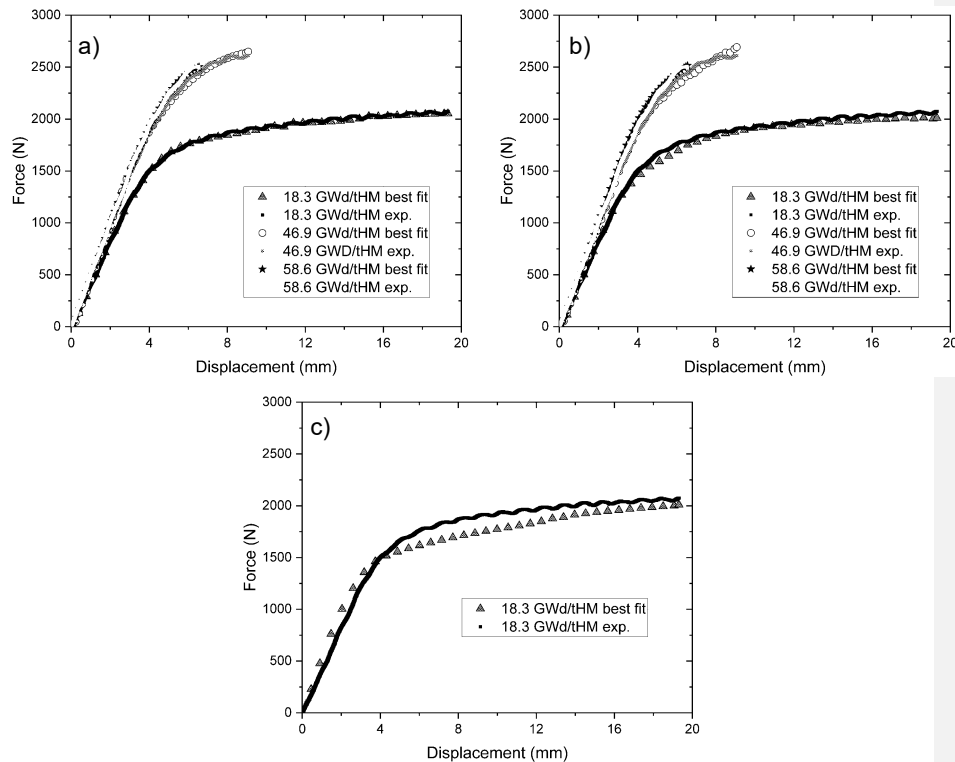 a)
3000
2500
2000
1500
1000
500
0
Force (N)
18.3 GWd/tHM best fit
18.3 GWd/tHM exp.
46.9 GWd/tHM best fit
46.9 GWD/tHM exp.
58.6 GWd/tHM best fit
58.6 GWd/tHM exp.
0 4 8 12 16 20
Displacement (mm)
b)
3000
2500
2000
1500
1000
500
0
Force (N)
18.3 GWd/tHM best fit
18.3 GWd/tHM exp.
46.9 GWd/tHM best fit
46.9 GWD/tHM exp.
58.6 GWd/tHM best fit
58.6 GWd/tHM exp.
0 4 8 12 16 20
Displacement (mm)
c)
3000
2500
2000
1500
1000
500
0
Force (N)
18.3 GWd/tHM best fit
18.3 GWd/tHM exp.
0 4 8 12 16 20
Displacement (mm)